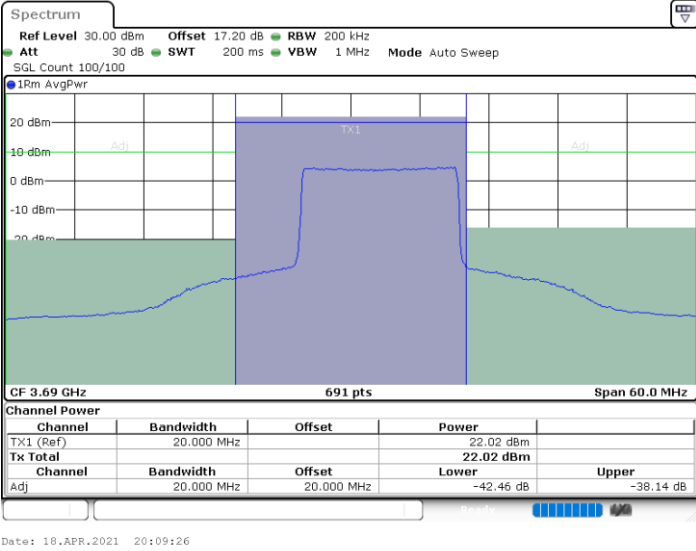 Spectrum
Ref Level 30.00 dBm Offset 17.20 dB RBW 200 kHz
Att 30 dB SWT 200 ms VBW 1 MHz Mode Auto Sweep
SGL Count 100/100
1Rm AvgPwr
20 dBm
TX1
10 dBm
Adj
Adj
0 dBm
-10 dBm
-20 dBm
CF 3.69 GHz 691 pts Span 60.0 MHz
Channel Power
Channel Bandwidth Offset Power
TX1 (Ref) 20.000 MHz 22.02 dBm
Tx Total 22.02 dBm
Channel Bandwidth Offset Lower Upper
Adj 20.000 MHz 20.000 MHz -42.46 dB -38.14 dB
Ready
Date: 18.APR.2021 20:09:26